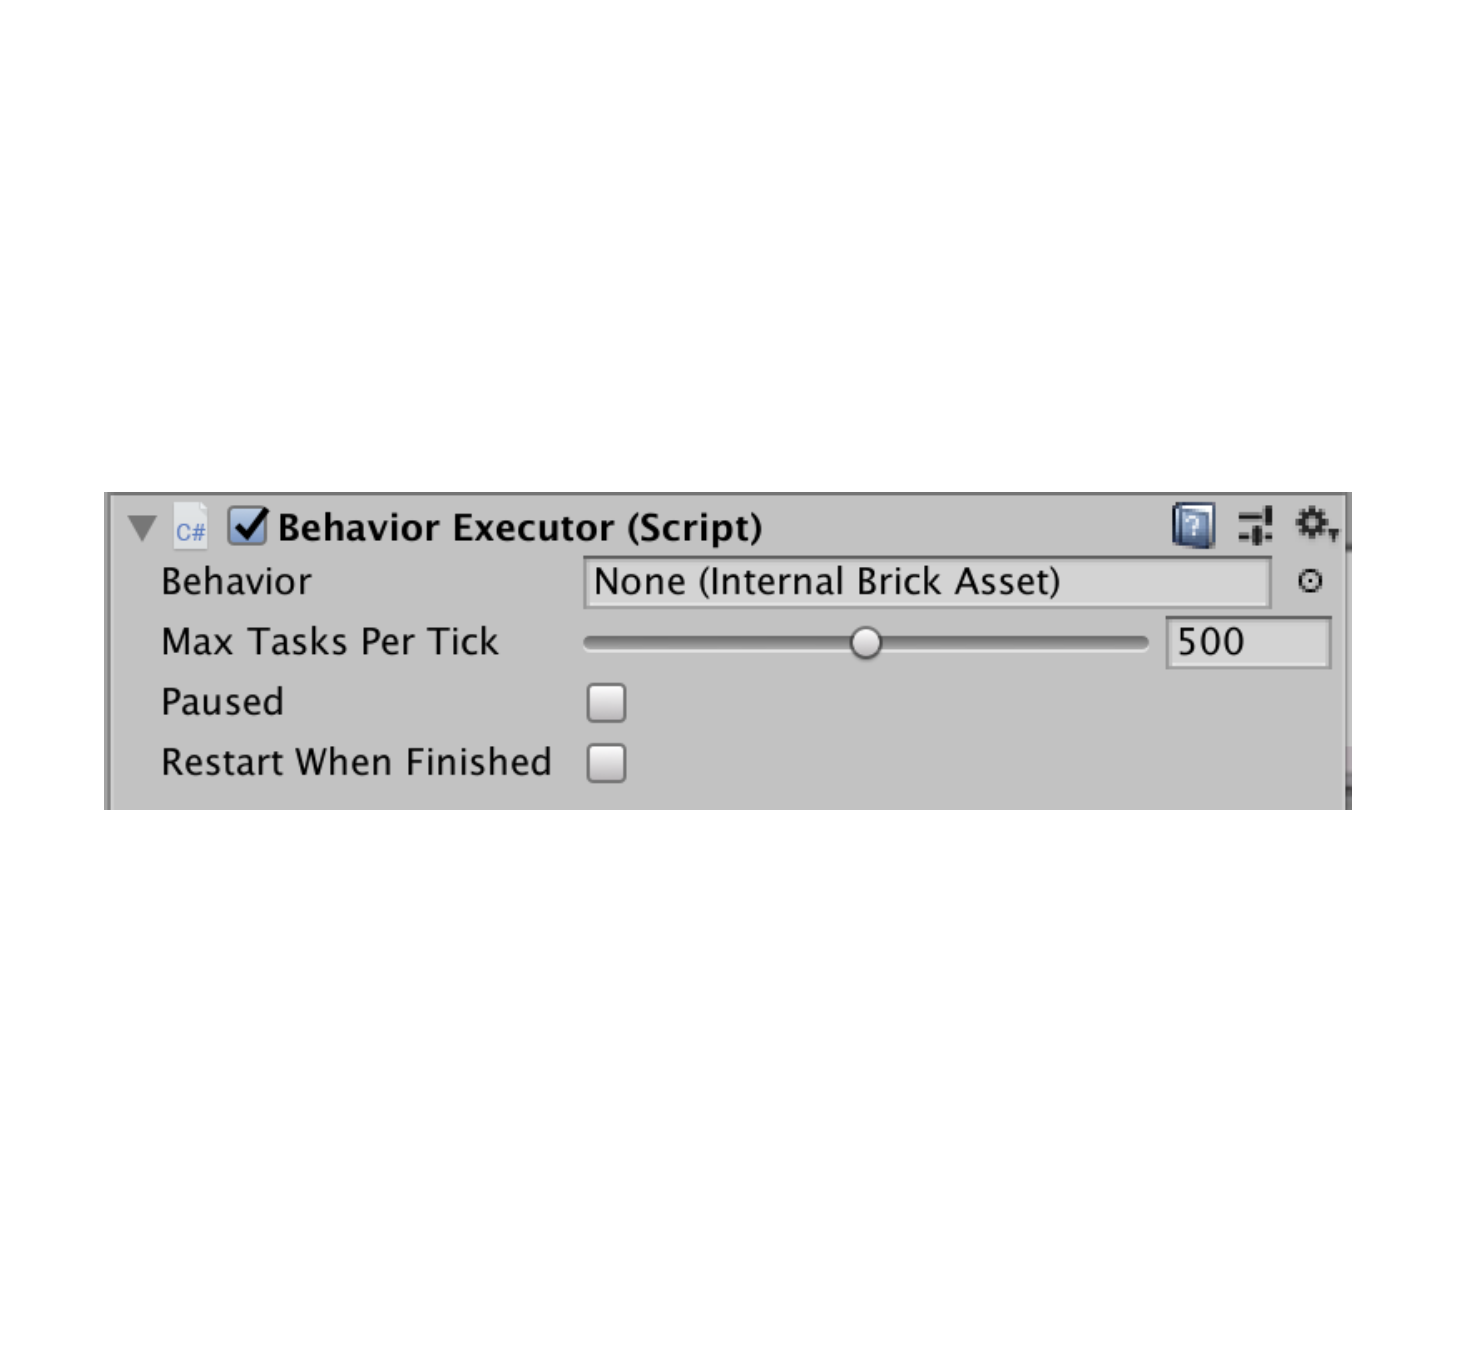 C# Behavior Executor (Script)
Behavior None (Internal Brick Asset)
Max Tasks Per Tick 500
Paused
Restart When Finished